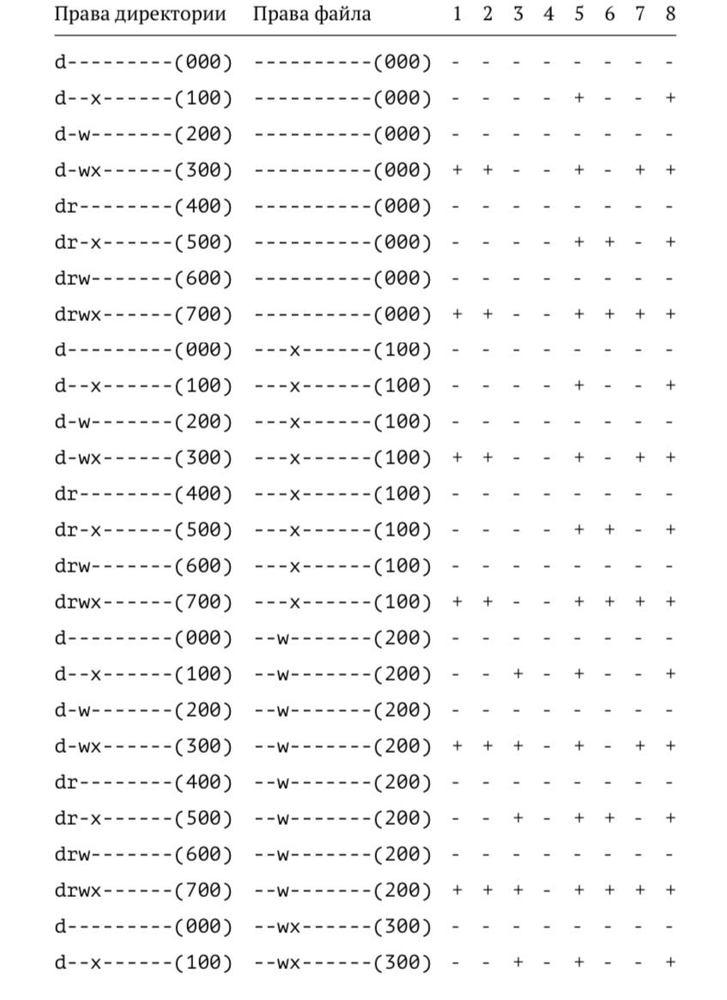 Права директории Права файла 1 2 3 4 5 6 7 8
d---------(000) ----------(000) - - - - - - - -
d--x------(100) ----------(000) - - - - + - - +
d-w-------(200) ----------(000) - - - - - - - -
d-wx------(300) ----------(000) + + - - + - + +
dr--------(400) ----------(000) - - - - - - - -
dr-x------(500) ----------(000) - - - - + + - +
drw-------(600) ----------(000) - - - - - - - -
drwx------(700) ----------(000) + + - - + + + +
d---------(000) ---x------(100) - - - - - - - -
d--x------(100) ---x------(100) - - - - + - - +
d-w-------(200) ---x------(100) - - - - - - - -
d-wx------(300) ---x------(100) + + - - + - + +
dr--------(400) ---x------(100) - - - - - - - -
dr-x------(500) ---x------(100) - - - - + + - +
drw-------(600) ---x------(100) - - - - - - - -
drwx------(700) ---x------(100) + + - - + + + +
d---------(000) --w-------(200) - - - - - - - -
d--x------(100) --w-------(200) - - + - + - - +
d-w-------(200) --w-------(200) - - - - - - - -
d-wx------(300) --w-------(200) + + + - + - + +
dr--------(400) --w-------(200) - - - - - - - -
dr-x------(500) --w-------(200) - - + - + + - +
drw-------(600) --w-------(200) - - - - - - - -
drwx------(700) --w-------(200) + + + - + + + +
d---------(000) --wx------(300) - - - - - - - -
d--x------(100) --wx------(300) - - + - + - - +